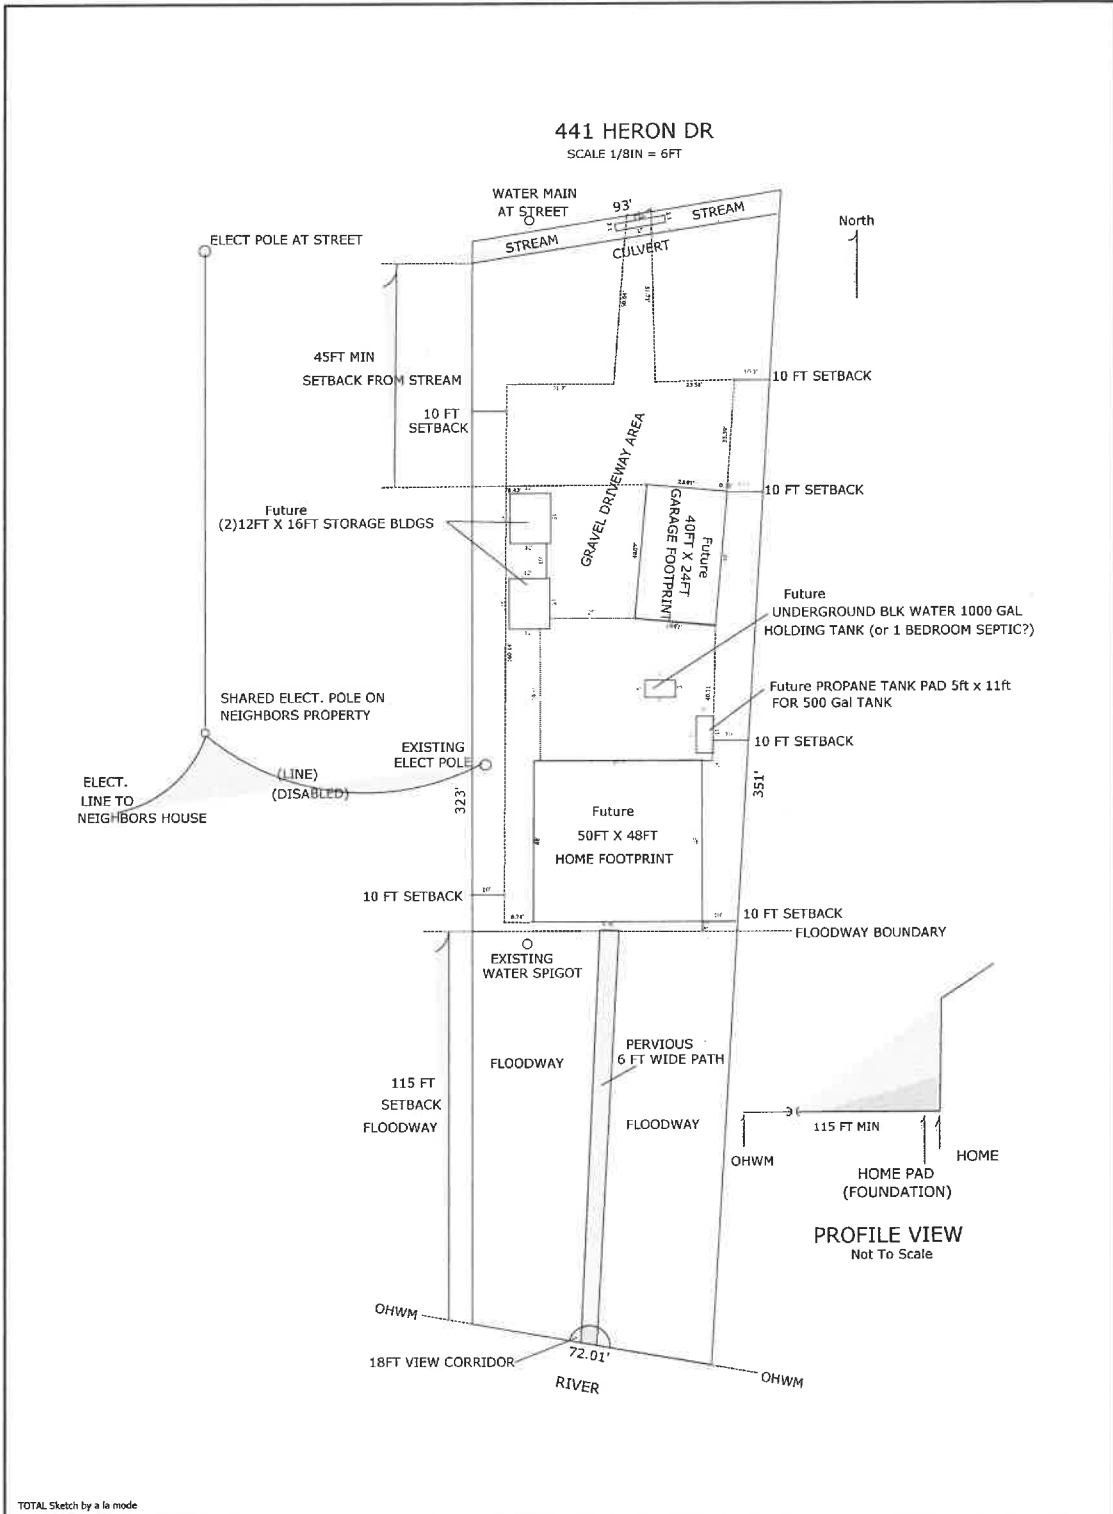 441 HERON DR
SCALE 1/8IN = 6FT
WATER MAIN
AT STREET
93'
STREAM
STREAM
CULVERT
North
ELECT POLE AT STREET
45FT MIN
SETBACK FROM STREAM
10 FT SETBACK
10 FT
SETBACK
GRAVEL DRIVEWAY AREA
10 FT SETBACK
Future
(2)12FT X 16FT STORAGE BLDGS
Future
40FT X 24FT
GARAGE FOOTPRINT
Future
UNDERGROUND BLK WATER 1000 GAL
HOLDING TANK (or 1 BEDROOM SEPTIC?)
Future PROPANE TANK PAD 5ft x 11ft
FOR 500 Gal TANK
SHARED ELECT. POLE ON
NEIGHBORS PROPERTY
10 FT SETBACK
EXISTING
ELECT POLE
(LINE)
(DISABLED)
ELECT.
LINE TO
NEIGHBORS HOUSE
323'
351'
Future
50FT X 48FT
HOME FOOTPRINT
10 FT SETBACK
10 FT SETBACK
FLOODWAY BOUNDARY
EXISTING
WATER SPIGOT
PERVIOUS
6 FT WIDE PATH
FLOODWAY
115 FT
SETBACK
FLOODWAY
FLOODWAY
115 FT MIN
OHWM
HOME
HOME PAD
(FOUNDATION)
PROFILE VIEW
Not To Scale
OHWM
18FT VIEW CORRIDOR
72.01'
OHWM
RIVER
TOTAL Sketch by a la mode